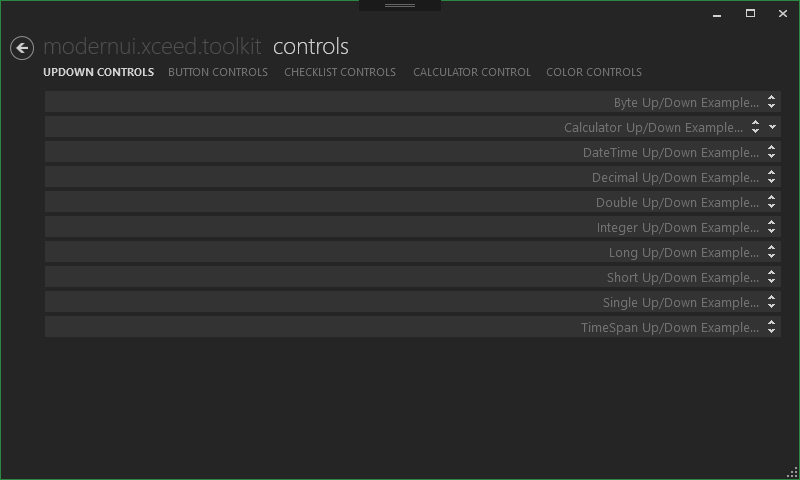 modernui.xceed.toolkit controls
UPDOWN CONTROLS BUTTON CONTROLS CHECKLIST CONTROLS CALCULATOR CONTROL COLOR CONTROLS
Byte Up/Down Example...
Calculator Up/Down Example...
DateTime Up/Down Example...
Decimal Up/Down Example...
Double Up/Down Example...
Integer Up/Down Example...
Long Up/Down Example...
Short Up/Down Example...
Single Up/Down Example...
TimeSpan Up/Down Example...